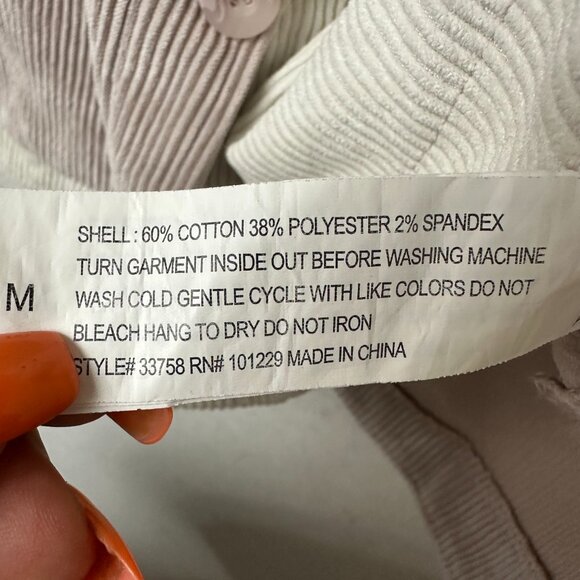 SHELL : 60% COTTON 38% POLYESTER 2% SPANDEX
TURN GARMENT INSIDE OUT BEFORE WASHING MACHINE
M
WASH COLD GENTLE CYCLE WITH LIKE COLORS DO NOT
BLEACH HANG TO DRY DO NOT IRON
STYLE# 33758 RN# 101229 MADE IN CHINA